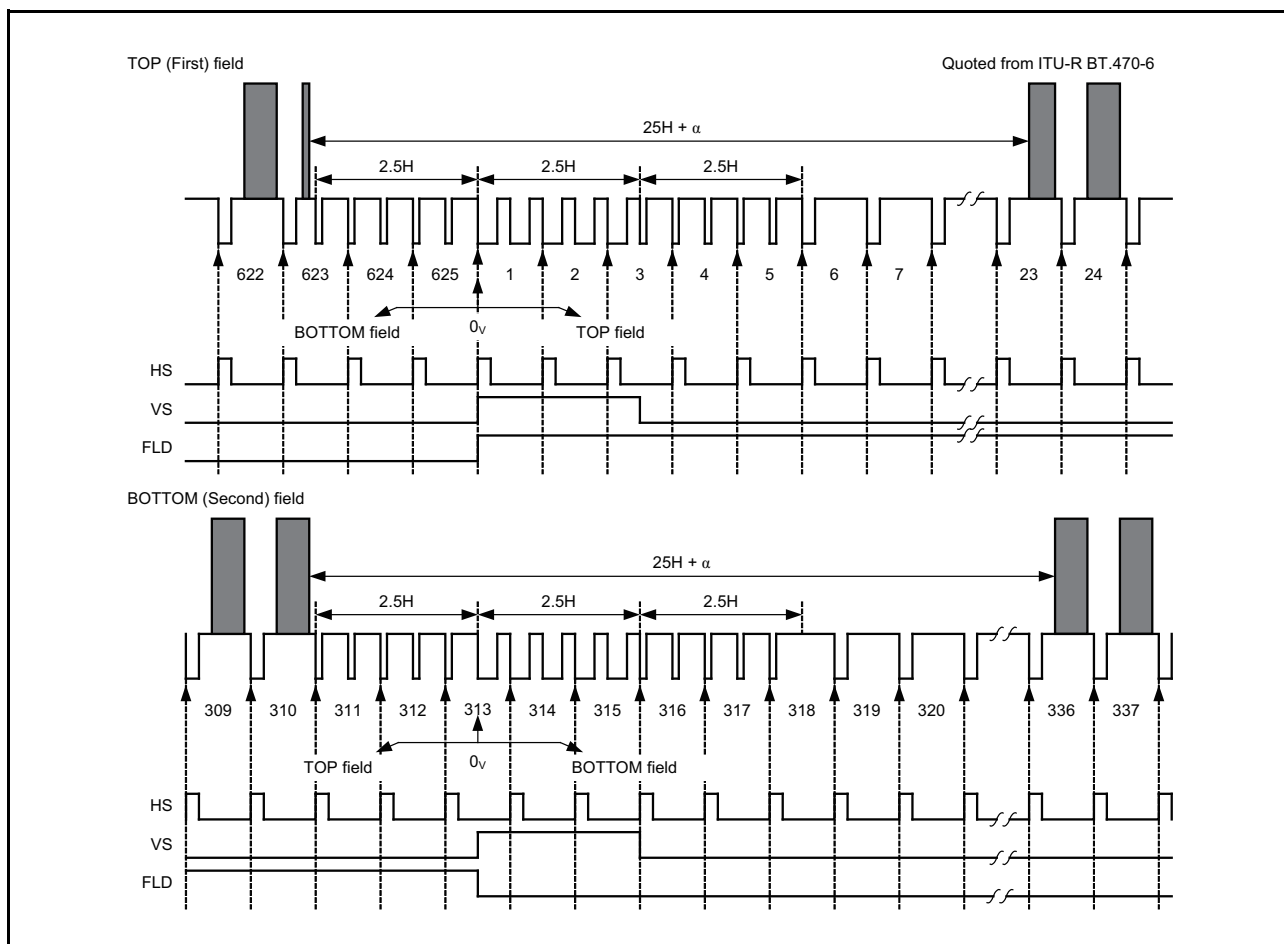 TOP (First) field Quoted from ITU-R BT.470-6
25H + α
2.5H 2.5H 2.5H
622 623 624 625 1 2 3 4 5 6 7 23 24
BOTTOM field 0V TOP field
HS
VS
FLD
BOTTOM (Second) field
25H + α
2.5H 2.5H 2.5H
309 310 311 312 313 314 315 316 317 318 319 320 336 337
TOP field 0V BOTTOM field
HS
VS
FLD